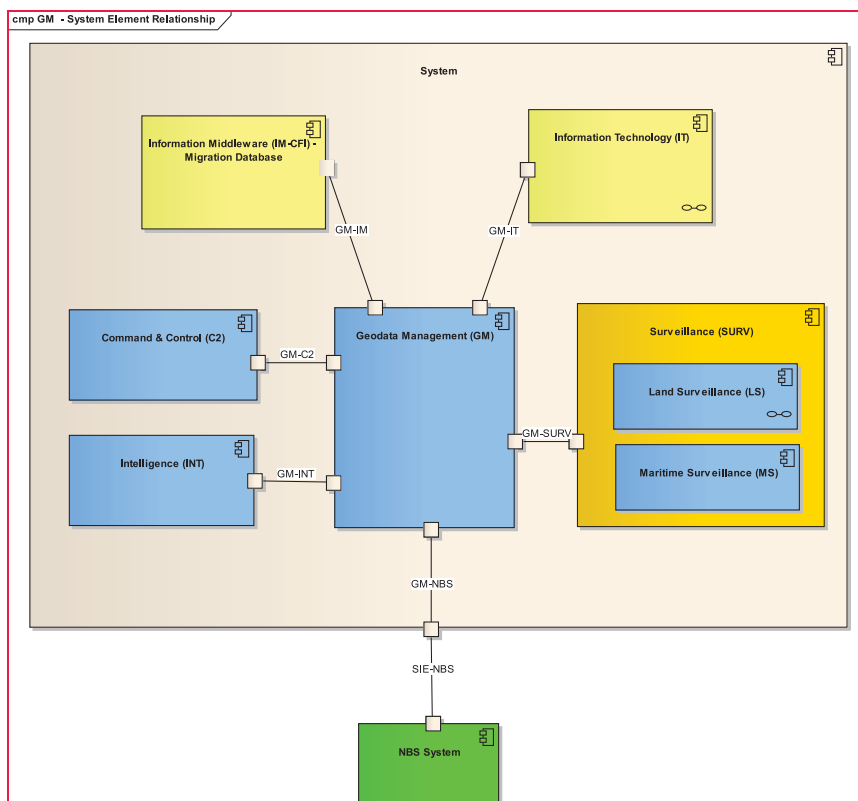 cmp GM - System Element Relationship
System
Information Middleware (IM-CFI) -
Migration Database
Information Technology (IT)
GM-IM
GM-IT
Command & Control (C2)
Geodata Management (GM)
Surveillance (SURV)
GM-C2
Land Surveillance (LS)
GM-SURV
Intelligence (INT)
GM-INT
Maritime Surveillance (MS)
GM-NBS
SIE-NBS
NBS System